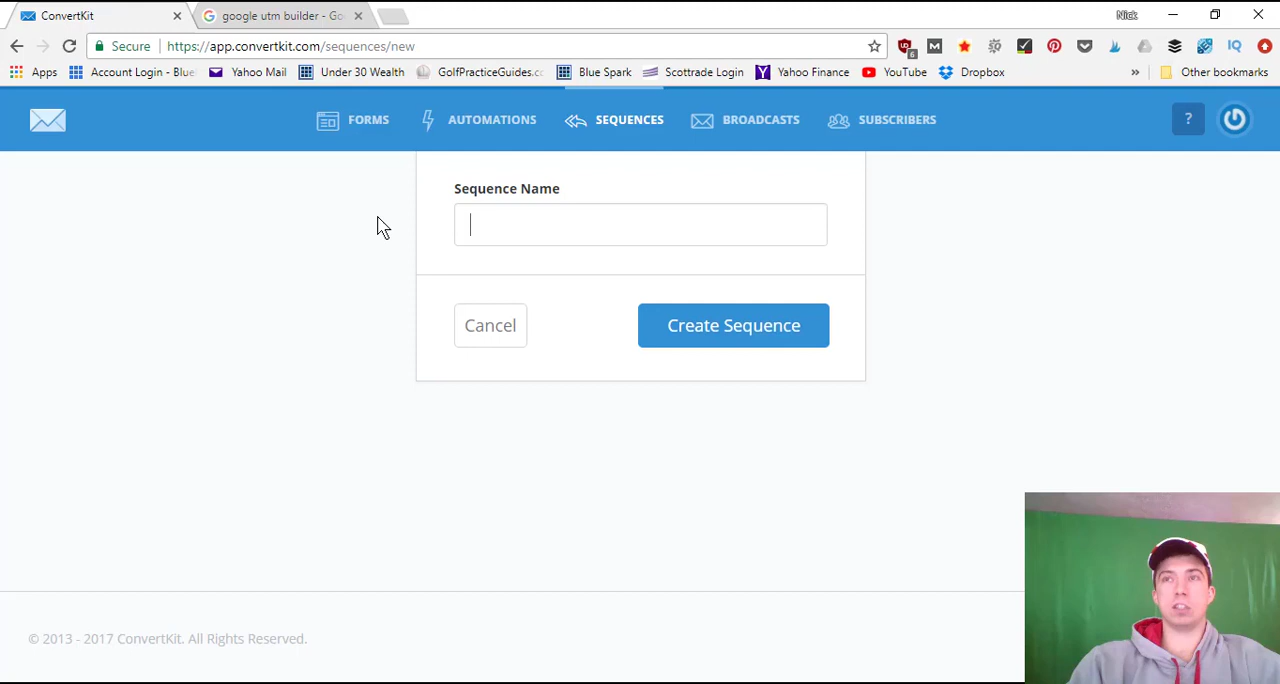 ConvertKit
google utm builder - Go
Nick
Secure
https://app.convertkit.com/sequences/new
6
M
IQ
Apps
Account Login - Blue
Yahoo Mail
Under 30 Wealth
GolfPracticeGuides.c
Blue Spark
Scottrade Login
Yahoo Finance
YouTube
Dropbox
»
Other bookmarks
FORMS
AUTOMATIONS
SEQUENCES
BROADCASTS
SUBSCRIBERS
?
Sequence Name
Cancel
Create Sequence
© 2013 - 2017 ConvertKit. All Rights Reserved.